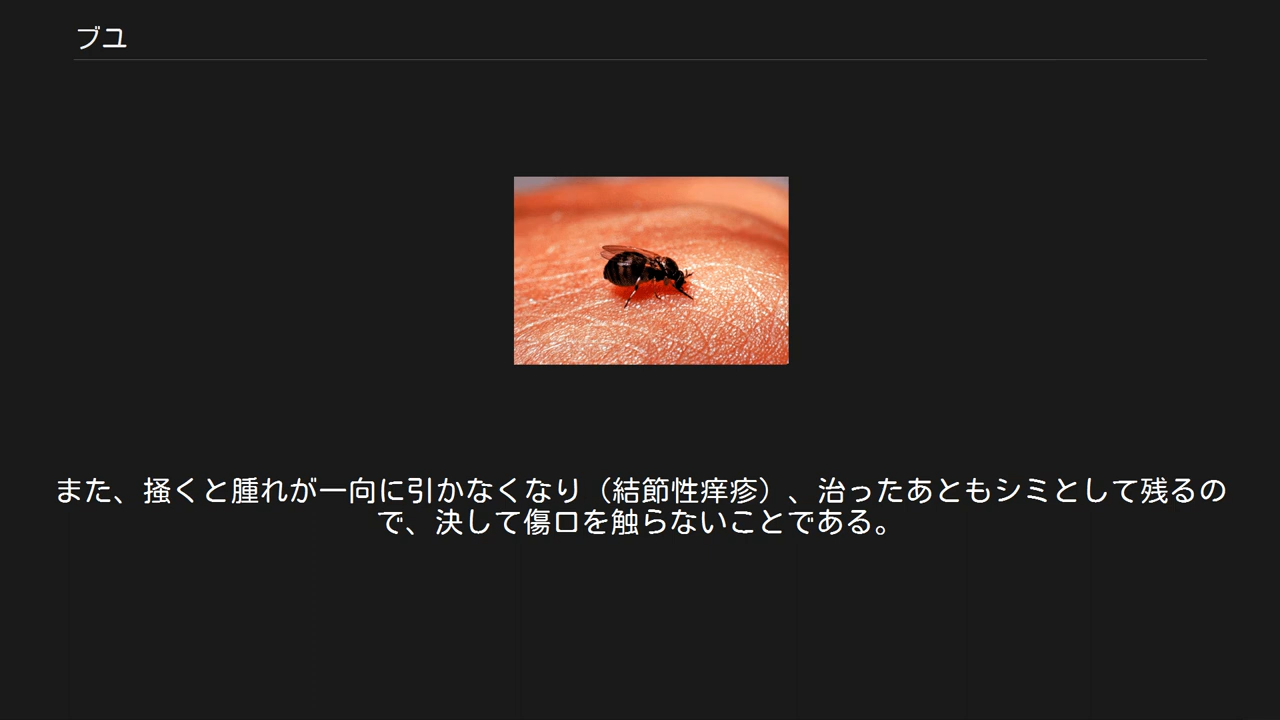 ブユ
また、掻くと腫れが一向に引かなくなり（結節性痒疹）、治ったあともシミとして残るの
で、決して傷口を触らないことである。